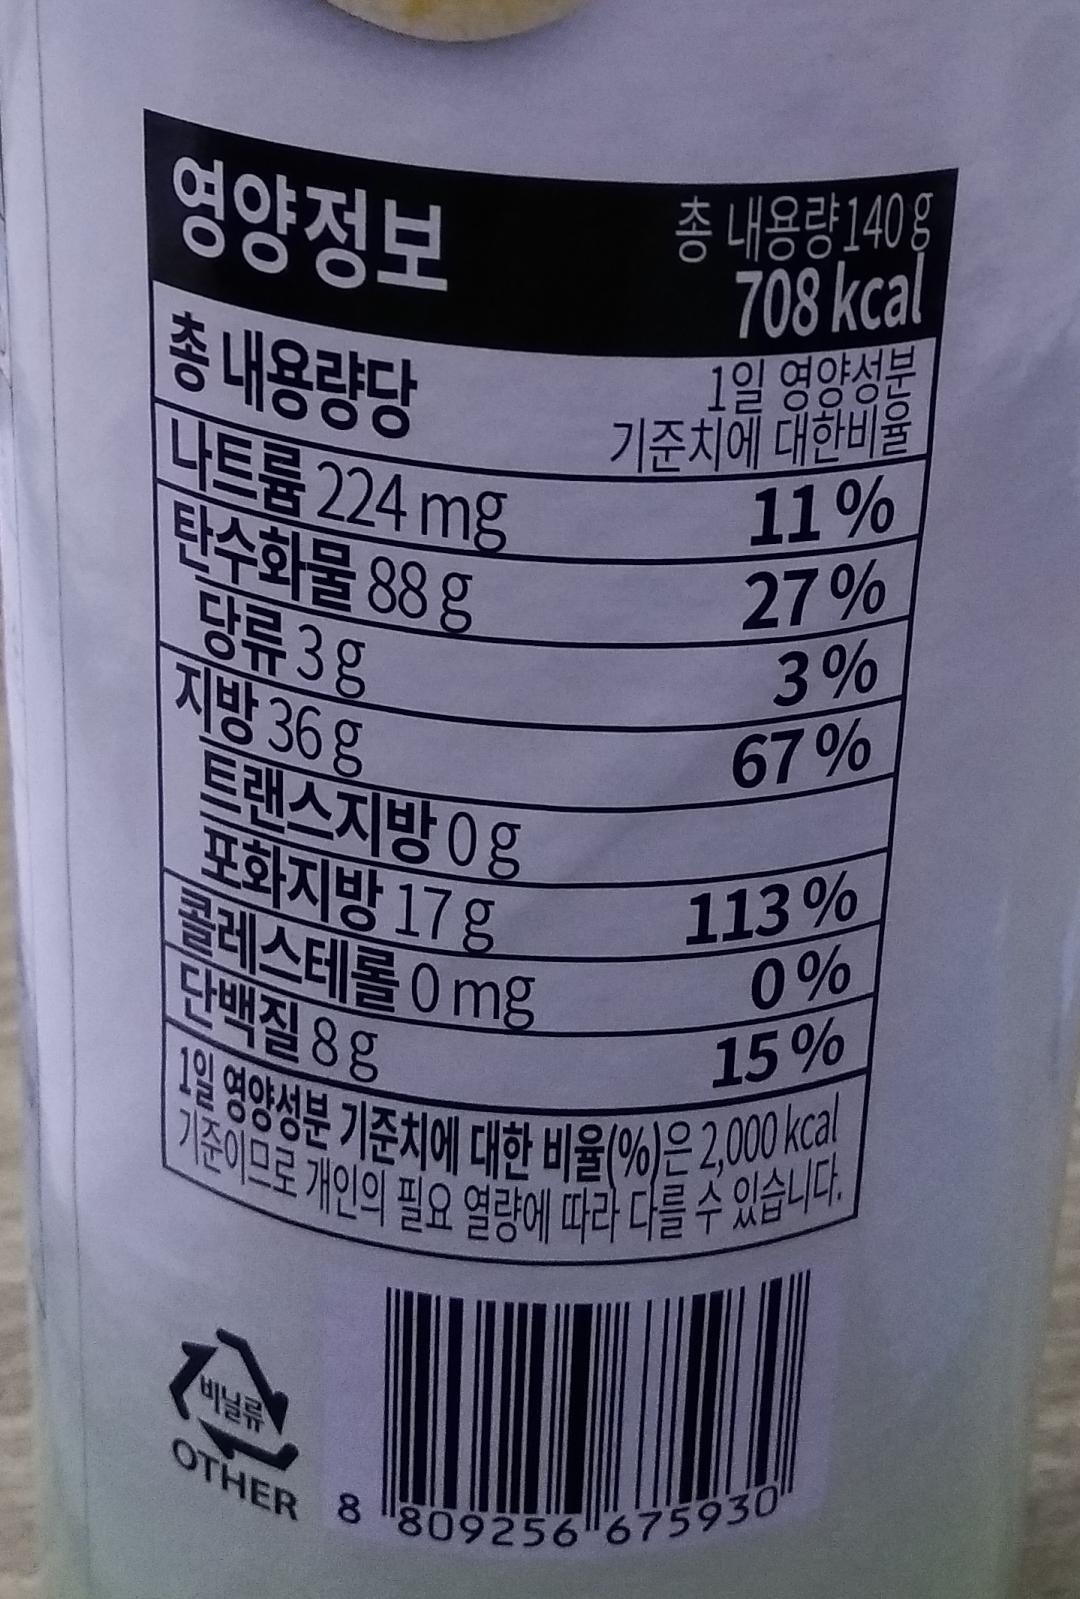 영양정보
총 내용량 140 g
708 kcal
총 내용량당
1일 영양성분
기준치에 대한비율
나트륨 224 mg 11 %
탄수화물 88 g 27 %
당류 3 g 3 %
지방 36 g 67 %
트랜스지방 0 g
포화지방 17 g 113 %
콜레스테롤 0 mg 0 %
단백질 8 g 15 %
1일 영양성분 기준치에 대한 비율(%)은 2,000 kcal
기준이므로 개인의 필요 열량에 따라 다를 수 있습니다.
비닐류
OTHER
8 809256 675930